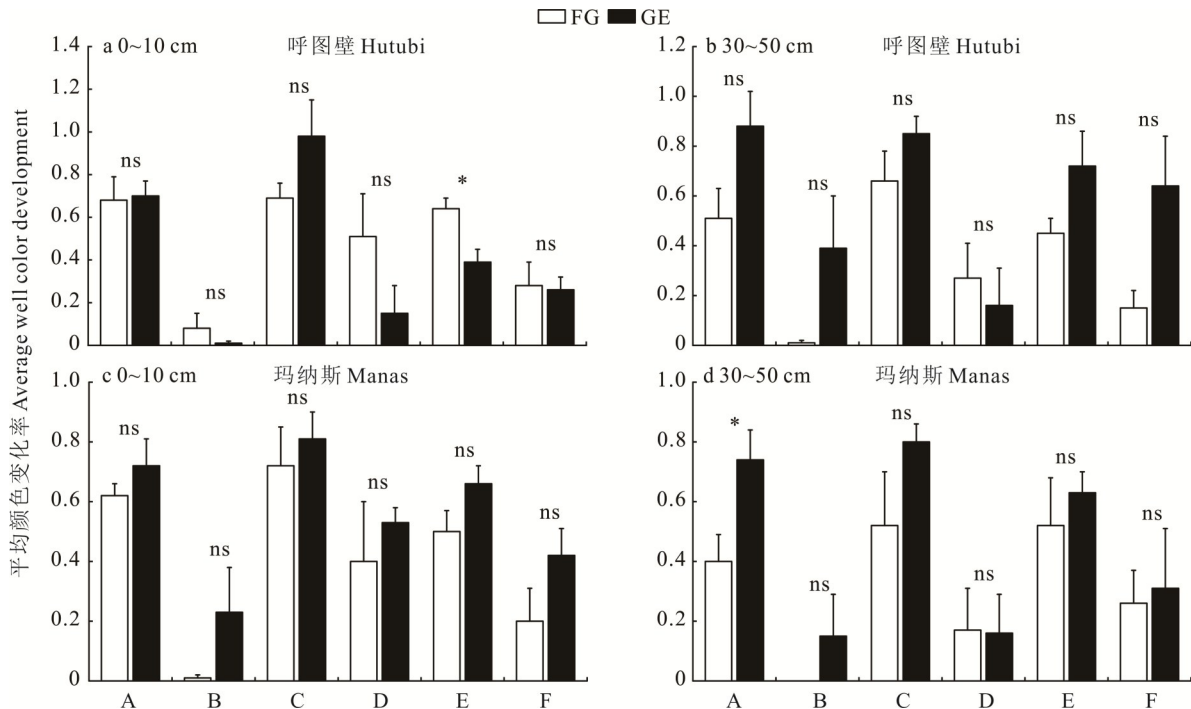 FG GE
平均颜色变化率 Average well color development
a 0~10 cm 呼图壁 Hutubi
1.4
1.2
1.0
0.8
0.6
0.4
0.2
0
ns
ns
ns
ns
*
ns
b 30~50 cm 呼图壁 Hutubi
1.2
1.0
0.8
0.6
0.4
0.2
0
ns
ns
ns
ns
ns
ns
c 0~10 cm 玛纳斯 Manas
1.0
0.8
0.6
0.4
0.2
0
ns
ns
ns
ns
ns
ns
A B C D E F
d 30~50 cm 玛纳斯 Manas
1.0
0.8
0.6
0.4
0.2
0
*
ns
ns
ns
ns
ns
A B C D E F